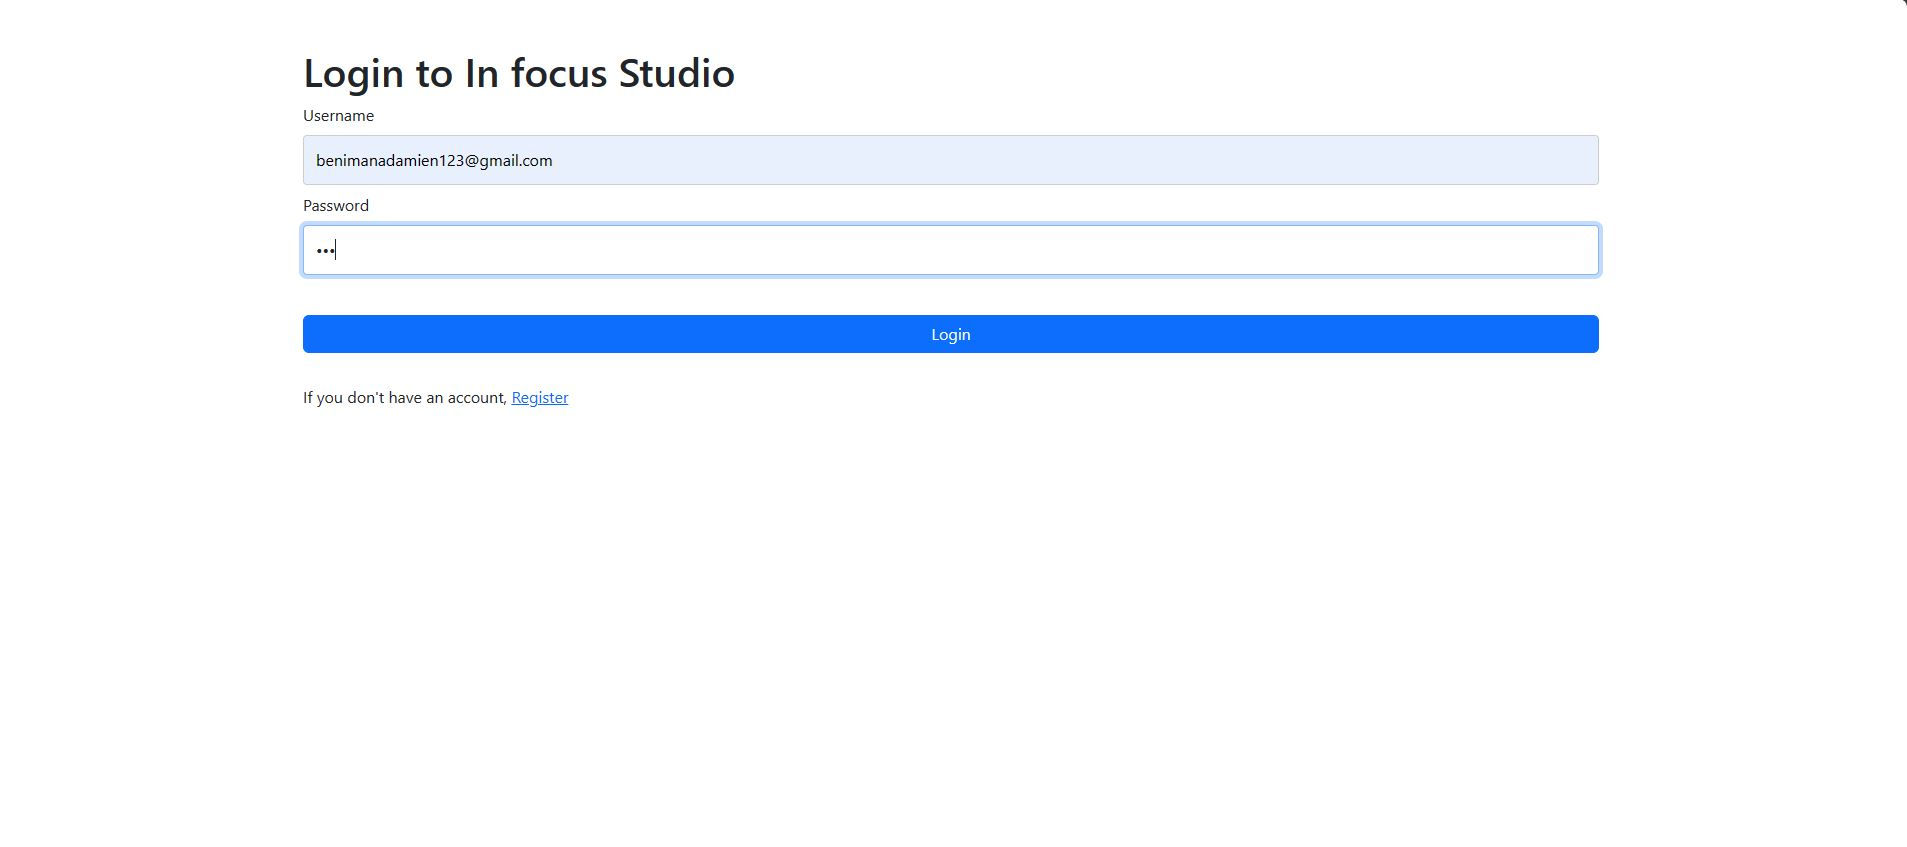 Login to In focus Studio
Username
benimanadamien123@gmail.com
Password
•••
Login
If you don't have an account, Register